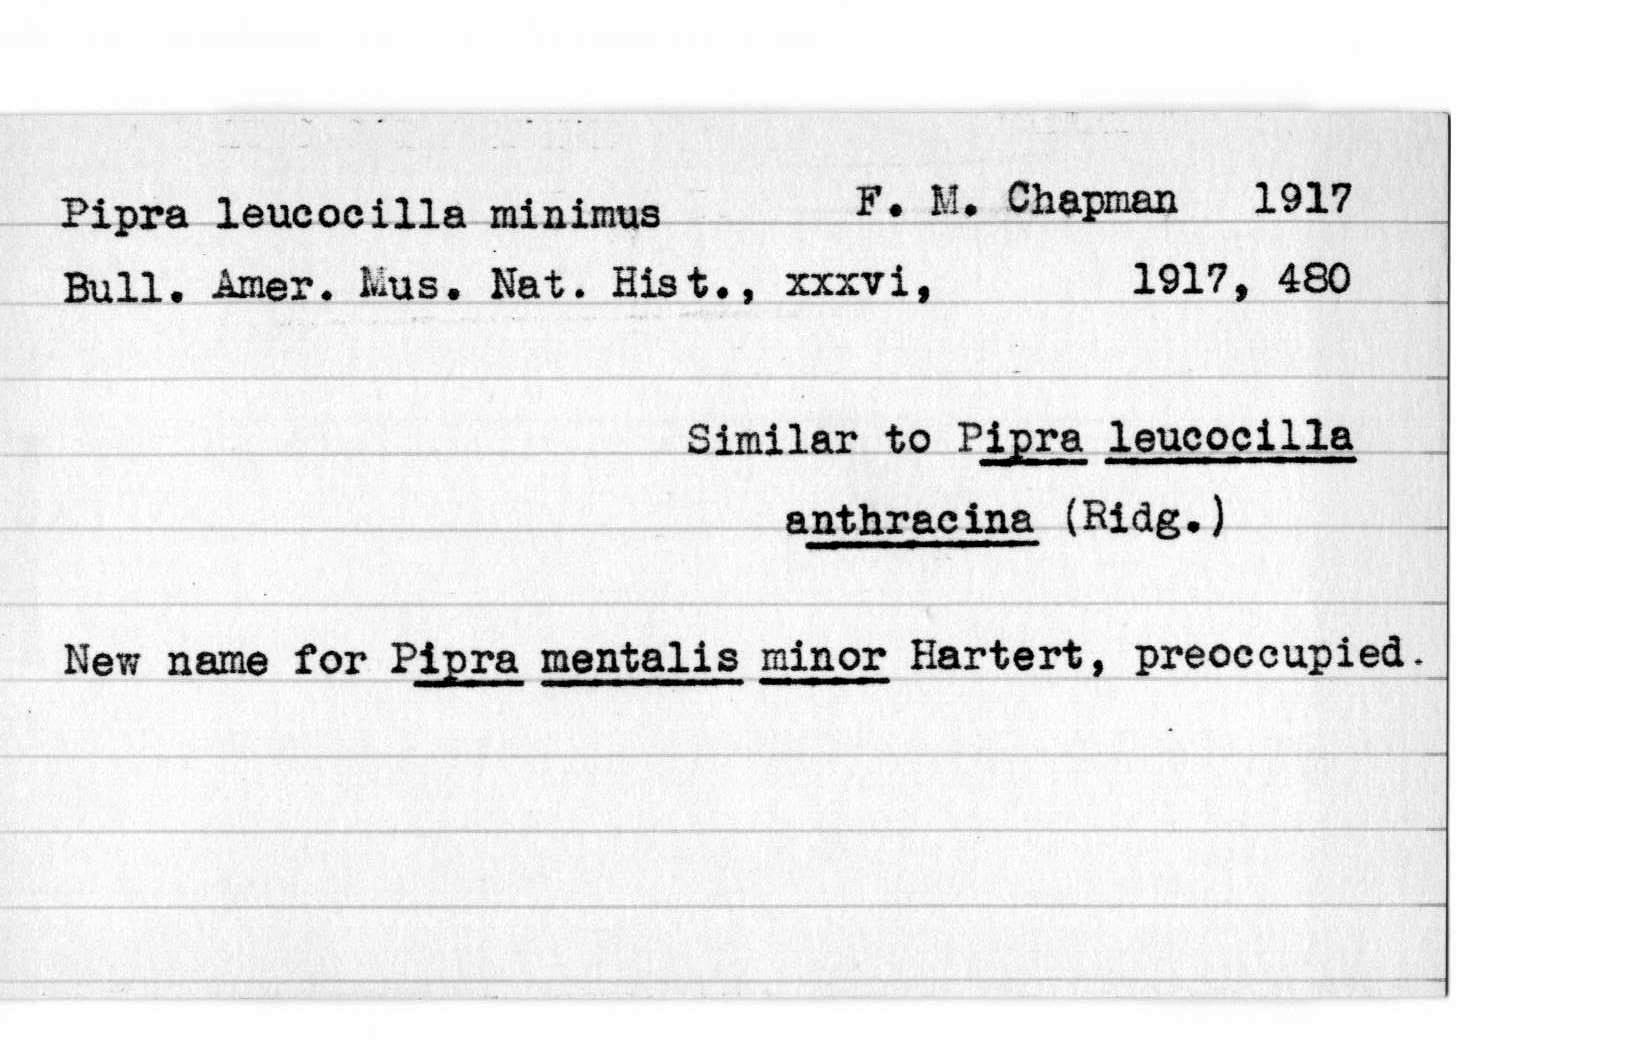 Pipra leucocilla minimus F. M. Chapman 1917
Bull. Amer. Mus. Nat. Hist., xxxvi, 1917, 480
Similar to Pipra leucocilla
anthracina (Ridg.)
New name for Pipra mentalis minor Hartert, preoccupied.